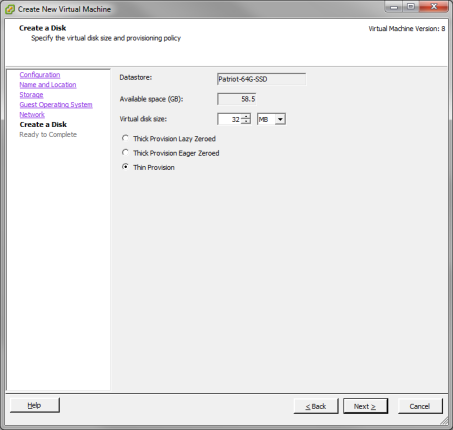 Create New Virtual Machine
Create a Disk
Specify the virtual disk size and provisioning policy
Virtual Machine Version: 8
Configuration
Name and Location
Storage
Guest Operating System
Network
Create a Disk
Ready to Complete
Datastore: Patriot-64G-SSD
Available space (GB): 58.5
Virtual disk size: 32 MB
Thick Provision Lazy Zeroed
Thick Provision Eager Zeroed
Thin Provision
Help
≤ Back
Next ≥
Cancel